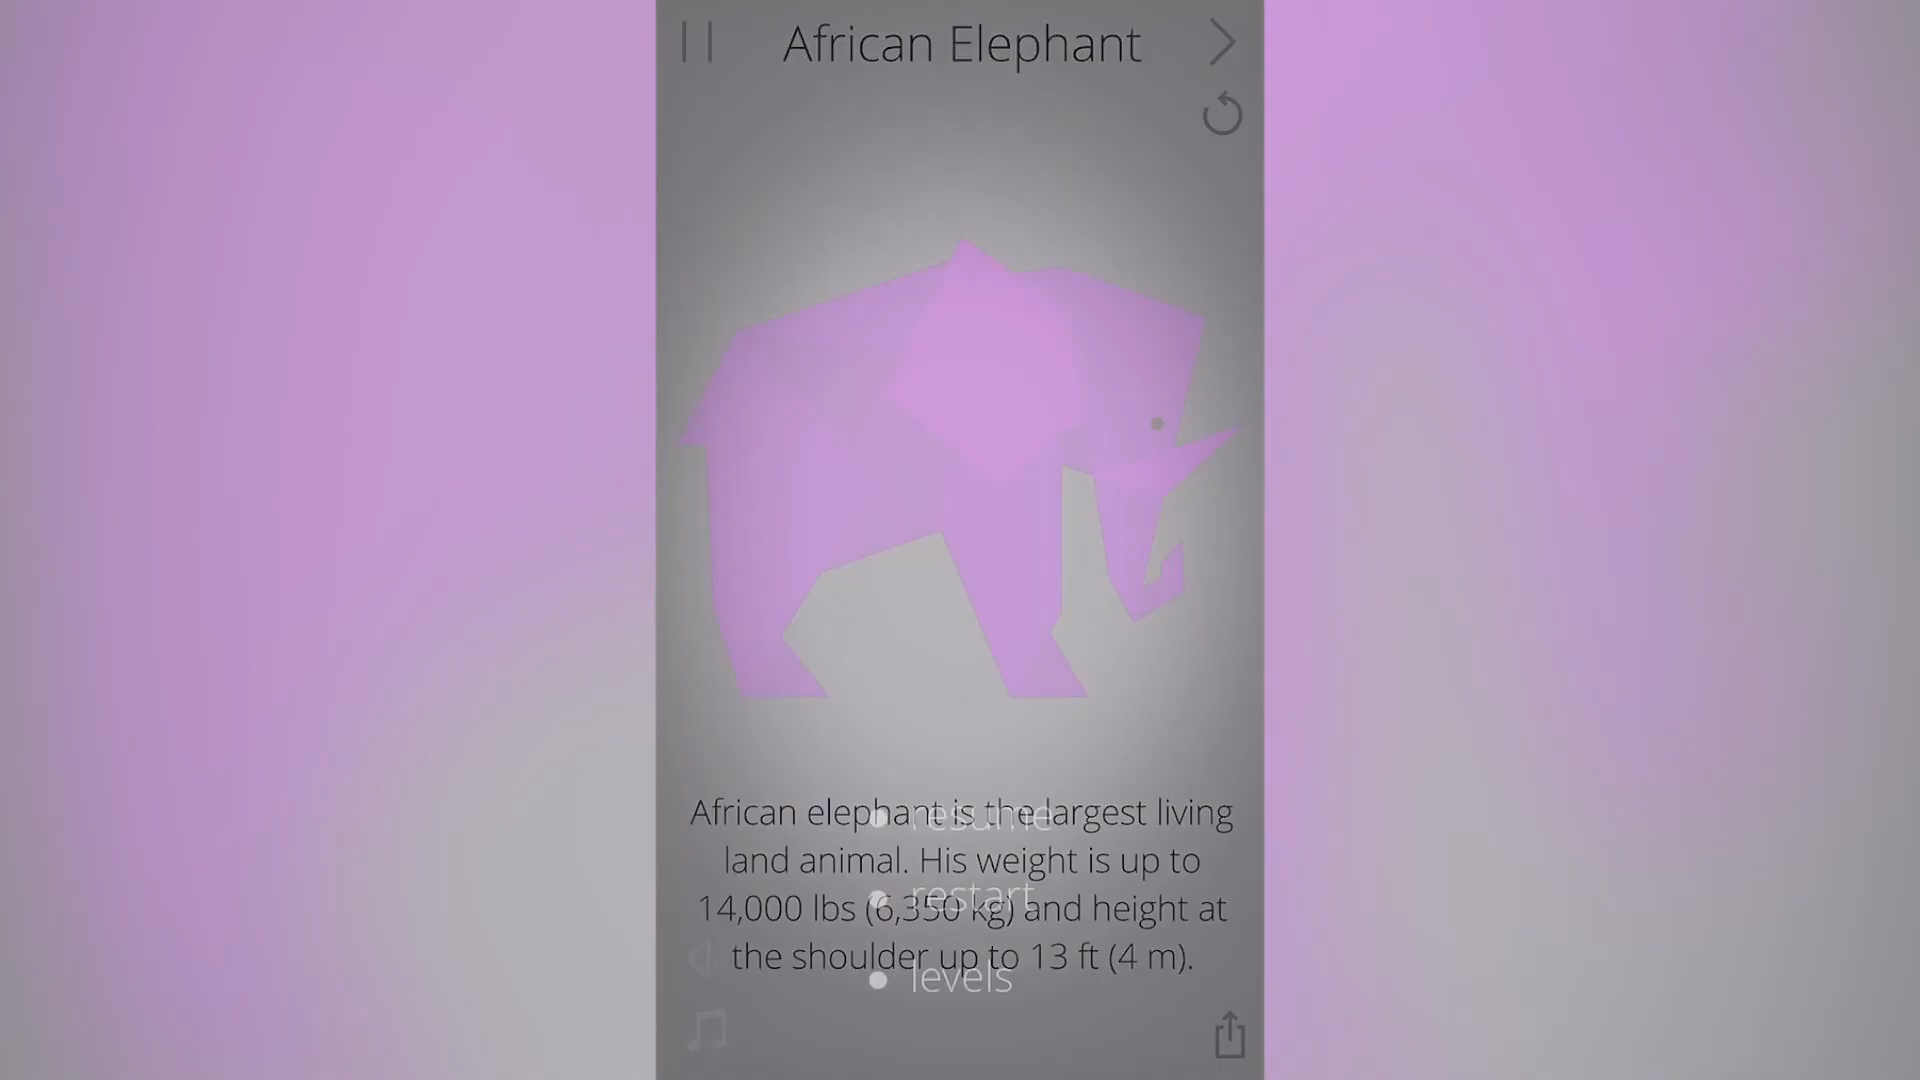 African Elephant
African elephant is the largest living
resume
land animal. His weight is up to
restart
14,000 lbs (6,350 kg) and height at
the shoulder up to 13 ft (4 m).
levels